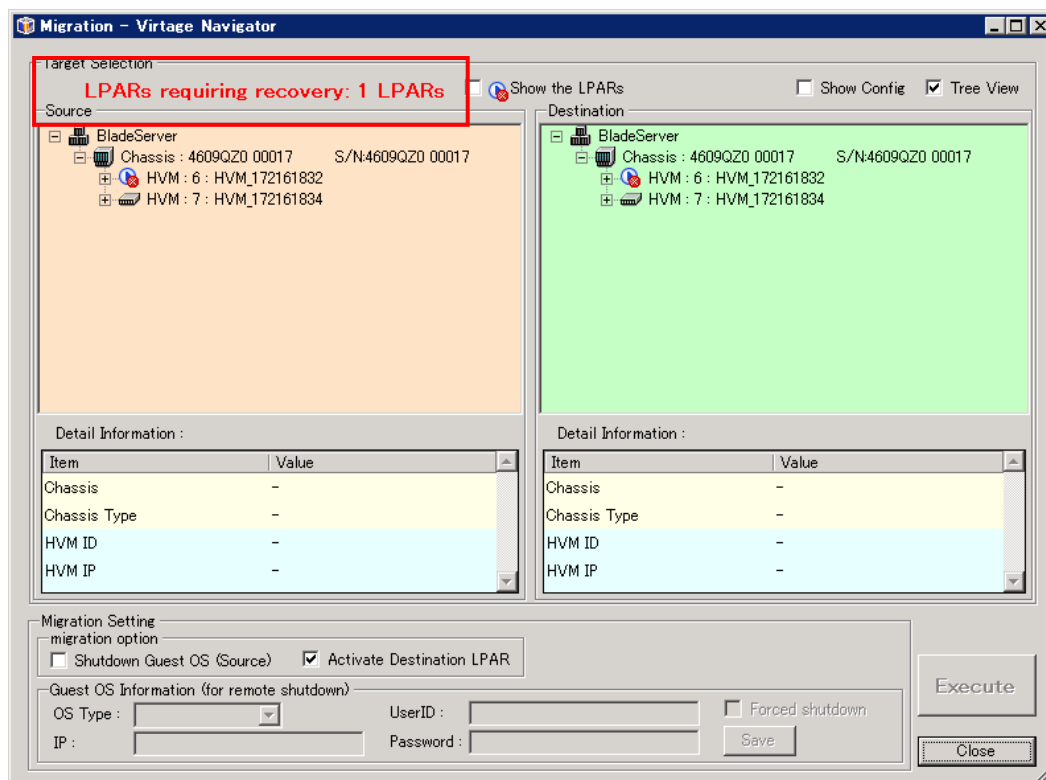 Migration - Virtage Navigator
Target Selection
LPARs requiring recovery: 1 LPARs
Show the LPARs
Show Config
Tree View
Source
BladeServer
Chassis : 4609QZ0 00017 S/N:4609QZ0 00017
HVM : 6 : HVM_172161832
HVM : 7 : HVM_172161834
Destination
BladeServer
Chassis : 4609QZ0 00017 S/N:4609QZ0 00017
HVM : 6 : HVM_172161832
HVM : 7 : HVM_172161834
Detail Information :
Item Value
Chassis -
Chassis Type -
HVM ID -
HVM IP -
Detail Information :
Item Value
Chassis -
Chassis Type -
HVM ID -
HVM IP -
Migration Setting
migration option
Shutdown Guest OS (Source)
Activate Destination LPAR
Guest OS Information (for remote shutdown)
OS Type :
UserID :
Forced shutdown
IP :
Password :
Save
Execute
Close